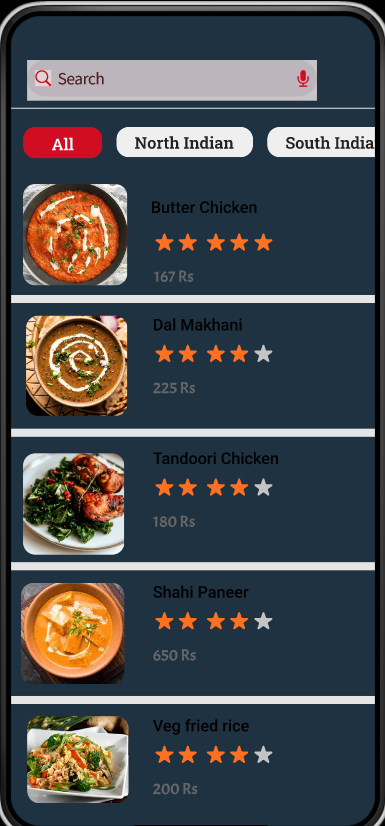 Search
All
North Indian
South India
Butter Chicken
167 Rs
Dal Makhani
225 Rs
Tandoori Chicken
180 Rs
Shahi Paneer
650 Rs
Veg fried rice
200 Rs